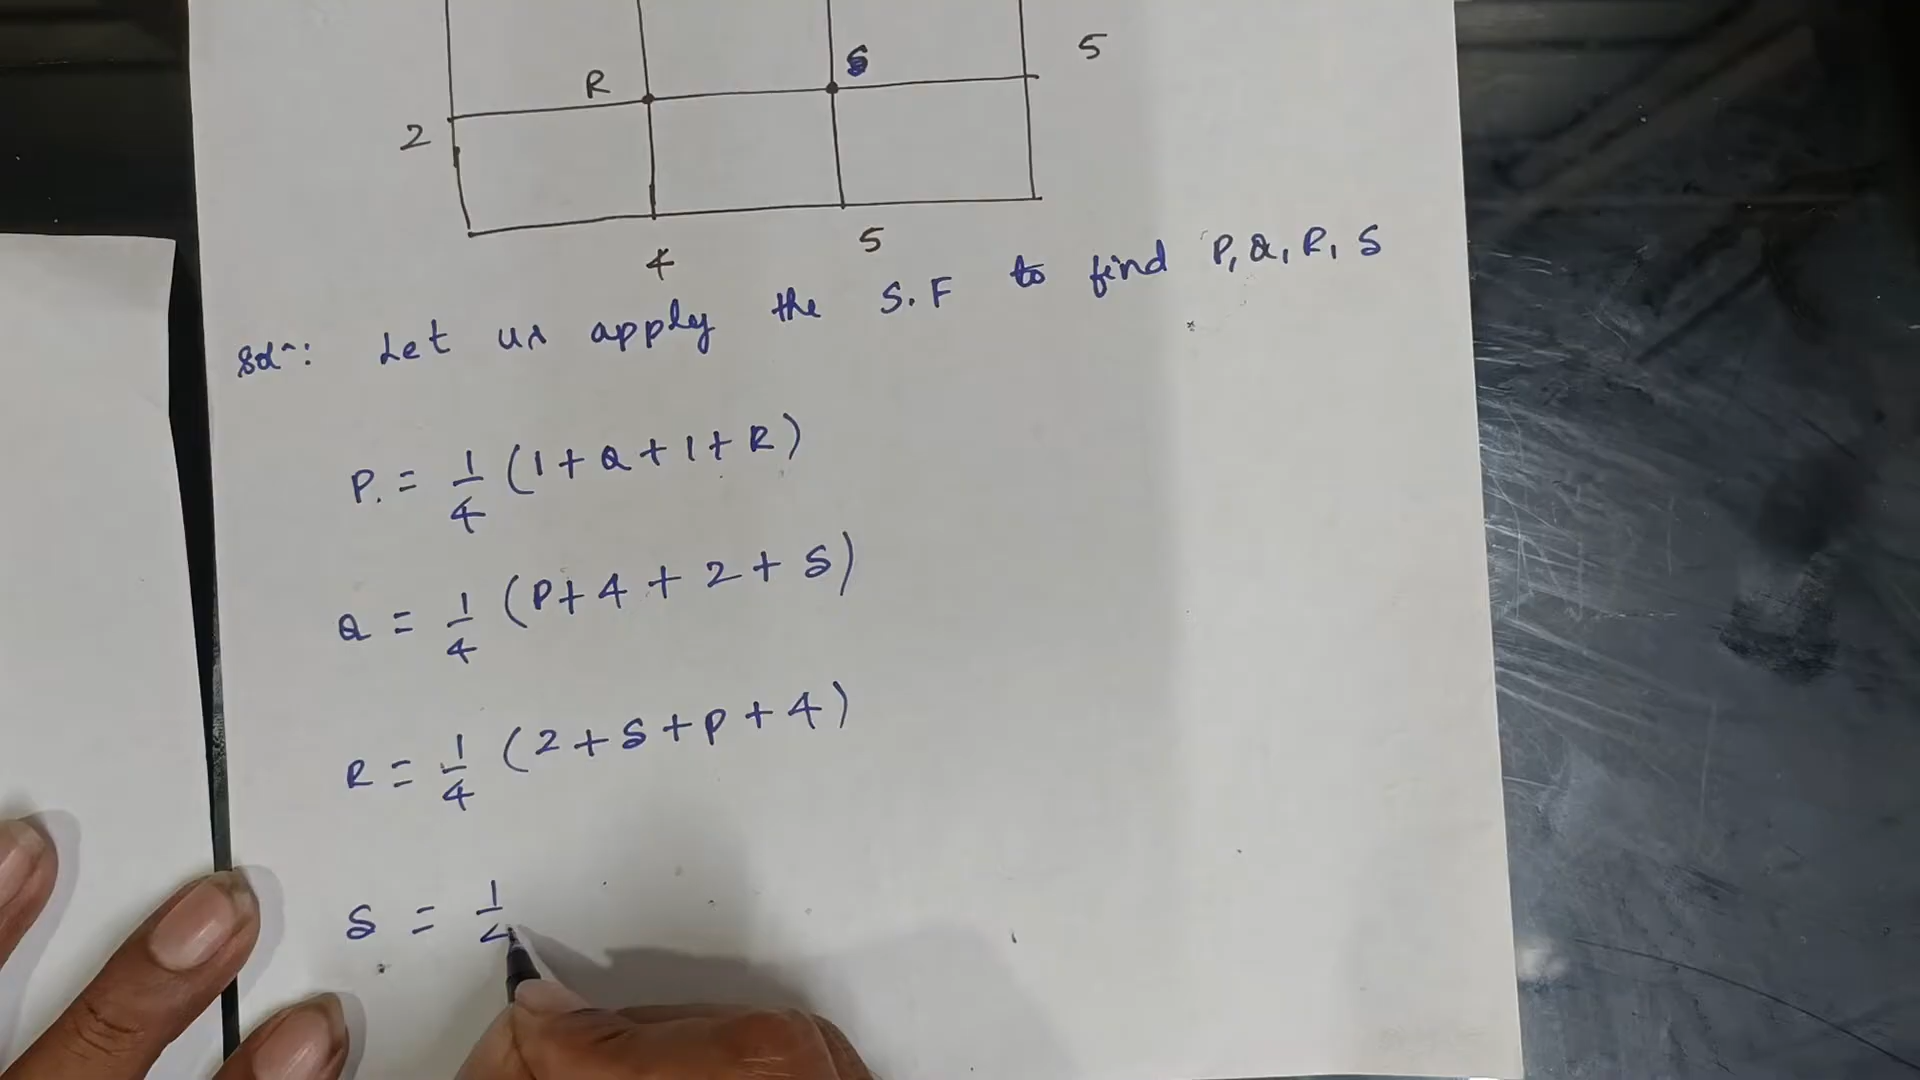 5
R S
2
4 5
Solⁿ: Let us apply the S.F to find P, Q, R, S
P. = 1/4 (1 + Q + 1 + R)
Q = 1/4 (P + 4 + 2 + S)
R = 1/4 (2 + S + P + 4)
S = 1/4